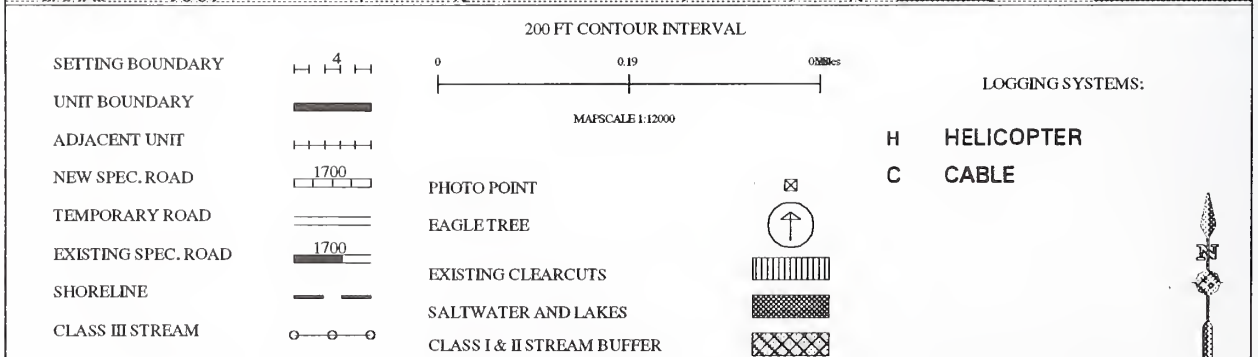 200 FT CONTOUR INTERVAL
SETTING BOUNDARY 4
UNIT BOUNDARY
ADJACENT UNIT
NEW SPEC. ROAD 1700
TEMPORARY ROAD
EXISTING SPEC. ROAD 1700
SHORELINE
CLASS III STREAM
0 0.19
MAPSCALE 1:12000
PHOTO POINT
EAGLE TREE
EXISTING CLEARCUTS
SALTWATER AND LAKES
CLASS I & II STREAM BUFFER
LOGGING SYSTEMS:
H HELICOPTER
C CABLE
N